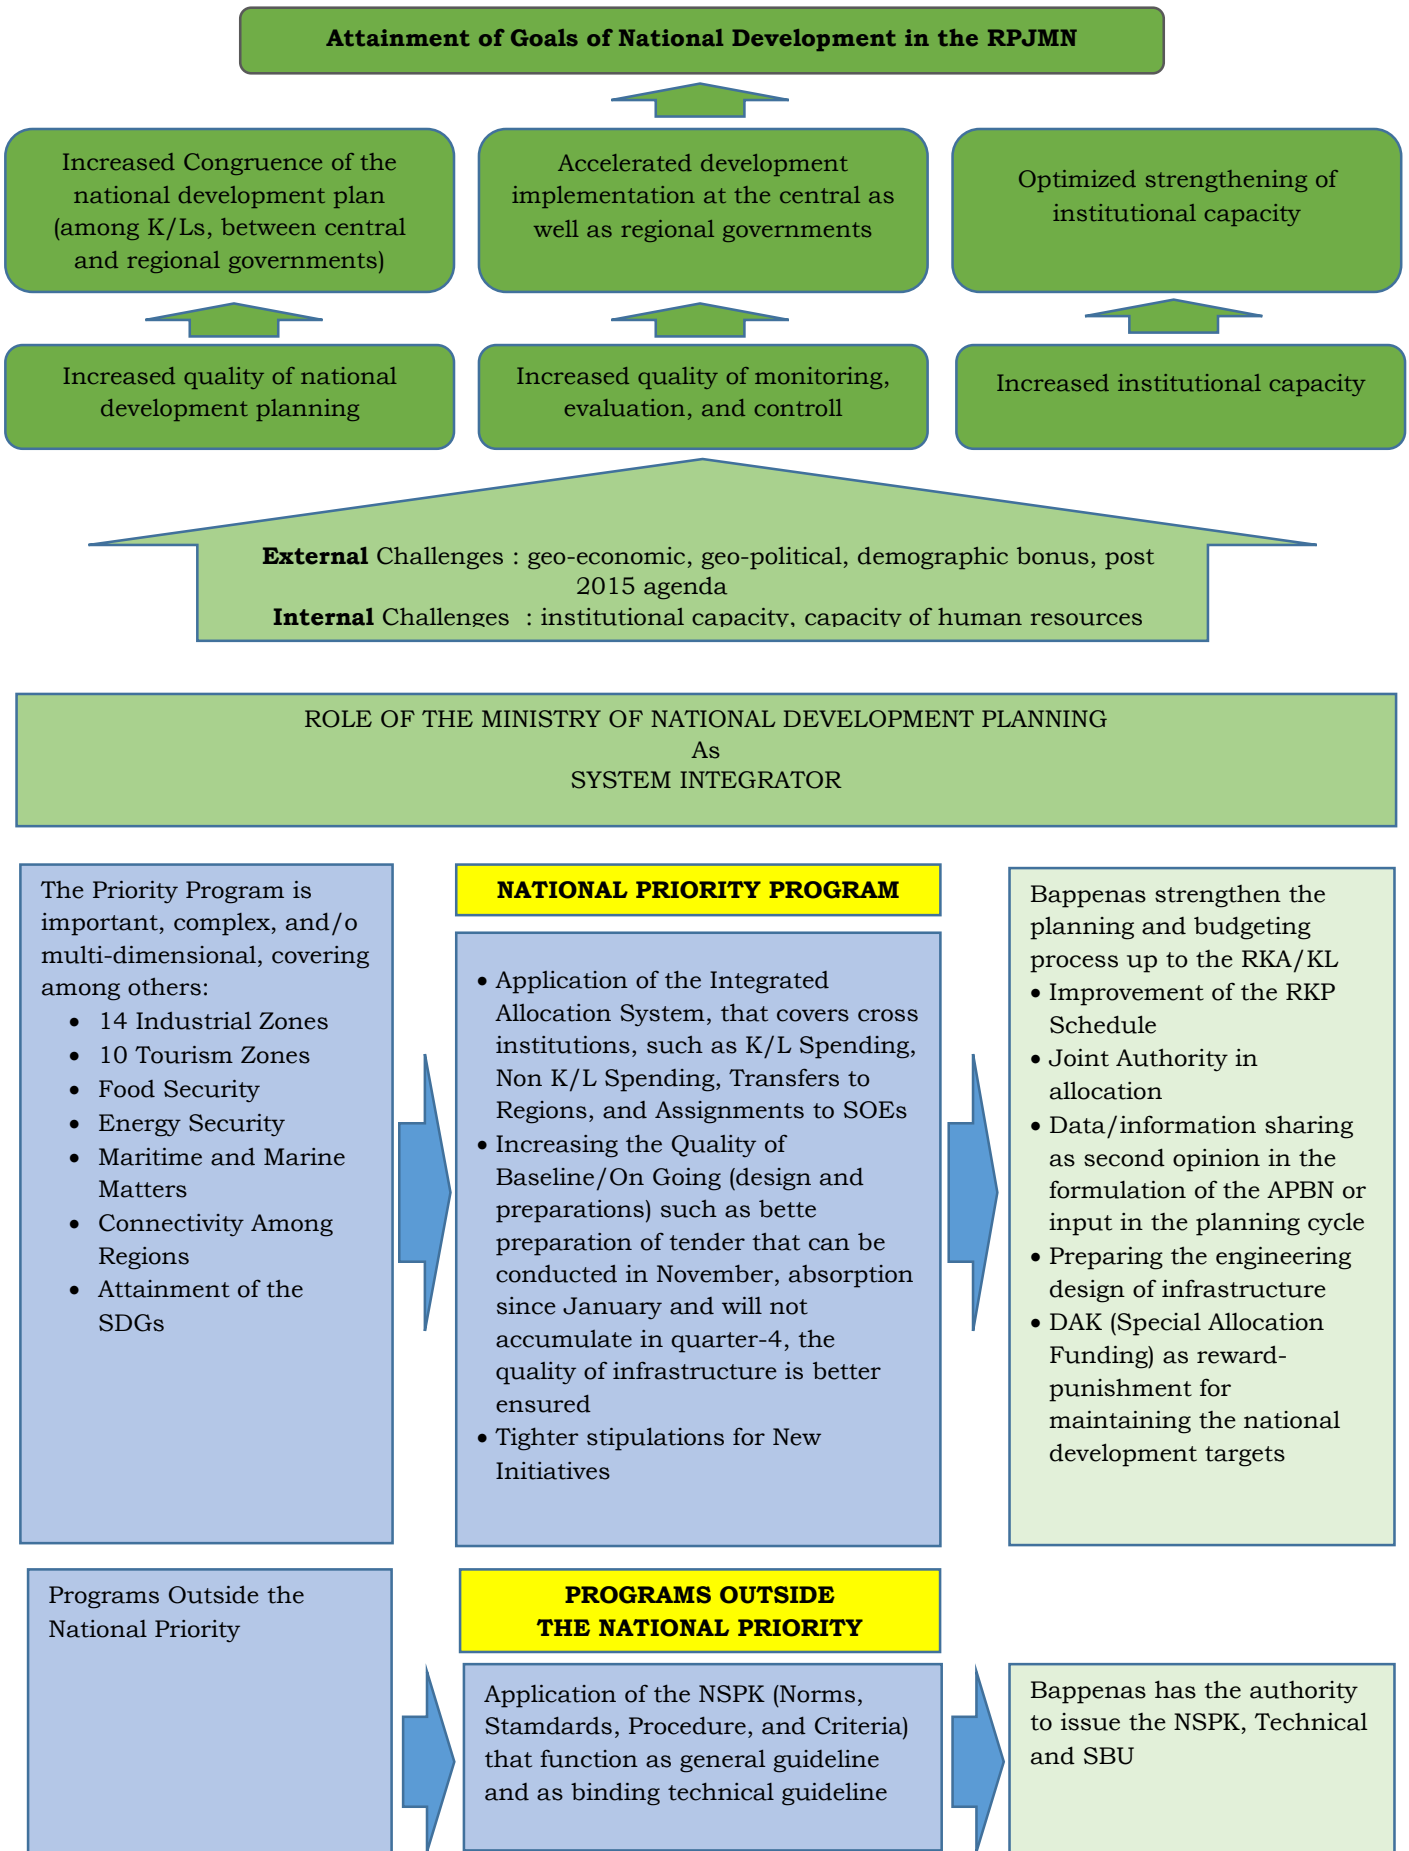 Attainment of Goals of National Development in the RPJMN
Increased Congruence of the
national development plan
(among K/Ls, between central
and regional governments)
Accelerated development
implementation at the central as
well as regional governments
Optimized strengthening of
institutional capacity
Increased quality of national
development planning
Increased quality of monitoring,
evaluation, and controll
Increased institutional capacity
External Challenges : geo-economic, geo-political, demographic bonus, post
2015 agenda
Internal Challenges : institutional capacity, capacity of human resources
ROLE OF THE MINISTRY OF NATIONAL DEVELOPMENT PLANNING
As
SYSTEM INTEGRATOR
The Priority Program is
important, complex, and/o
multi-dimensional, covering
among others:
• 14 Industrial Zones
• 10 Tourism Zones
• Food Security
• Energy Security
• Maritime and Marine
Matters
• Connectivity Among
Regions
• Attainment of the
SDGs
NATIONAL PRIORITY PROGRAM
• Application of the Integrated
Allocation System, that covers cross
institutions, such as K/L Spending,
Non K/L Spending, Transfers to
Regions, and Assignments to SOEs
• Increasing the Quality of
Baseline/On Going (design and
preparations) such as bette
preparation of tender that can be
conducted in November, absorption
since January and will not
accumulate in quarter-4, the
quality of infrastructure is better
ensured
• Tighter stipulations for New
Initiatives
Bappenas strengthen the
planning and budgeting
process up to the RKA/KL
• Improvement of the RKP
Schedule
• Joint Authority in
allocation
• Data/information sharing
as second opinion in the
formulation of the APBN or
input in the planning cycle
• Preparing the engineering
design of infrastructure
• DAK (Special Allocation
Funding) as reward-
punishment for
maintaining the national
development targets
Programs Outside the
National Priority
PROGRAMS OUTSIDE
THE NATIONAL PRIORITY
Application of the NSPK (Norms,
Stamdards, Procedure, and Criteria)
that function as general guideline
and as binding technical guideline
Bappenas has the authority
to issue the NSPK, Technical
and SBU